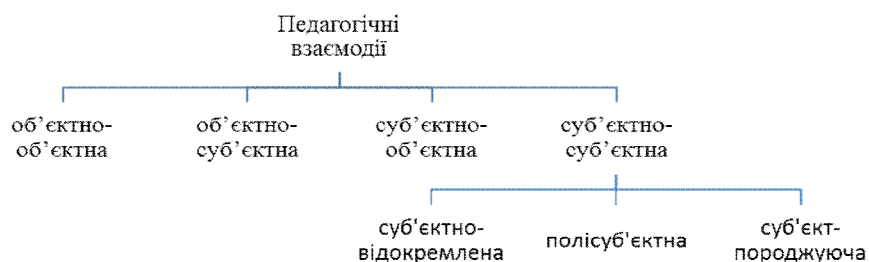 Педагогічні
взаємодії
об’єктно-
об’єктна
об’єктно-
суб’єктна
суб’єктно-
об’єктна
суб’єктно-
суб’єктна
суб'єктно-
відокремлена
полісуб'єктна
суб'єкт-
породжуюча